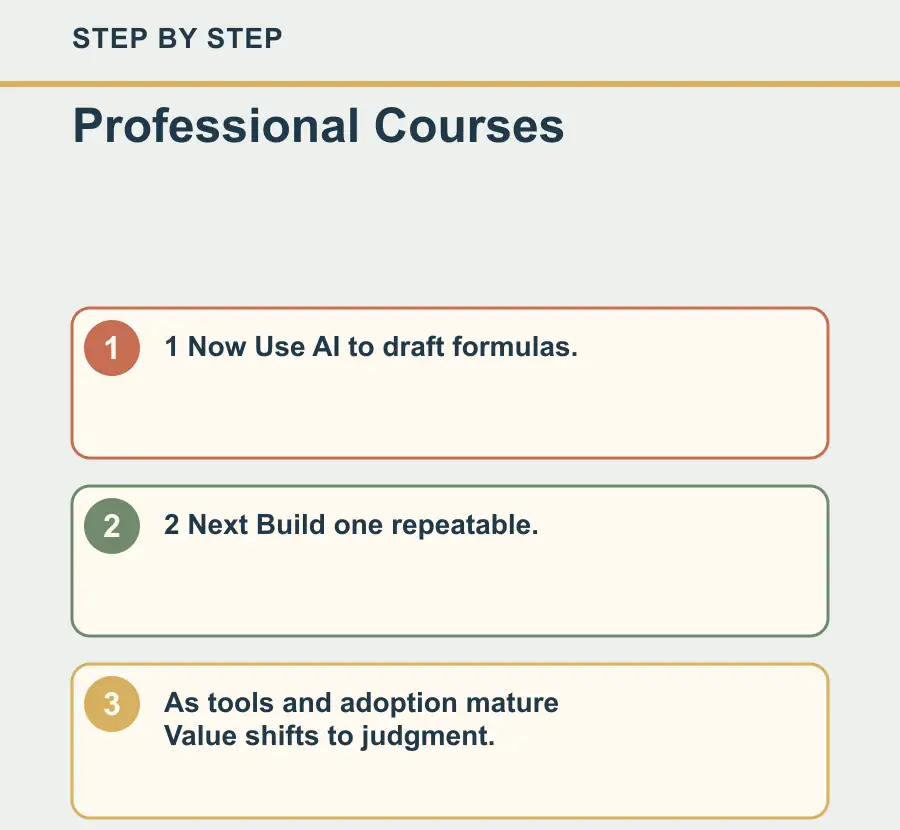 STEP BY STEP
Professional Courses
1
1 Now Use AI to draft formulas.
2
2 Next Build one repeatable.
3
As tools and adoption mature
Value shifts to judgment.